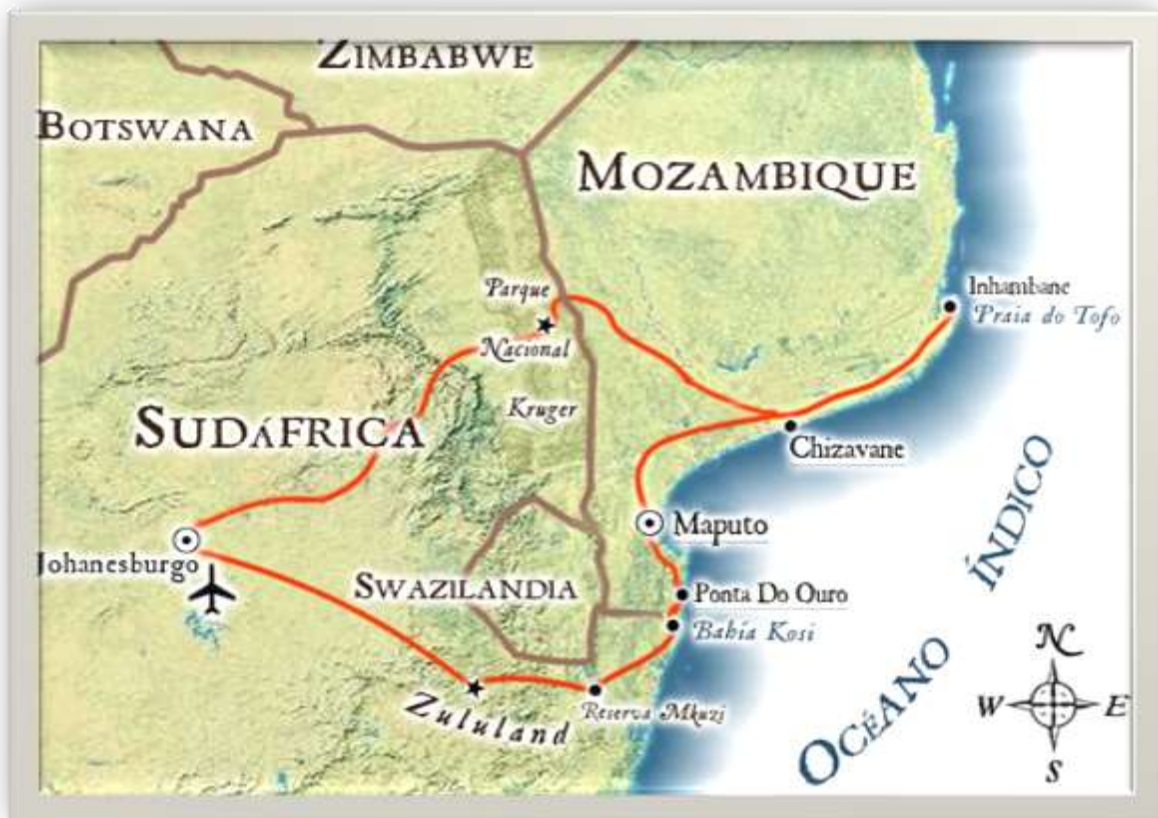 ZIMBABWE
BOTSWANA
MOZAMBIQUE
Parque
Nacional
Kruger
Inhambane
Praia do Tofo
SUDÁFRICA
Chizavane
ÍNDICO
Maputo
Johanesburgo
SWAZILANDIA
Ponta Do Ouro
Bahía Kosi
Zululand
Reserva Mkuzi
OCÉANO
N
W
E
S